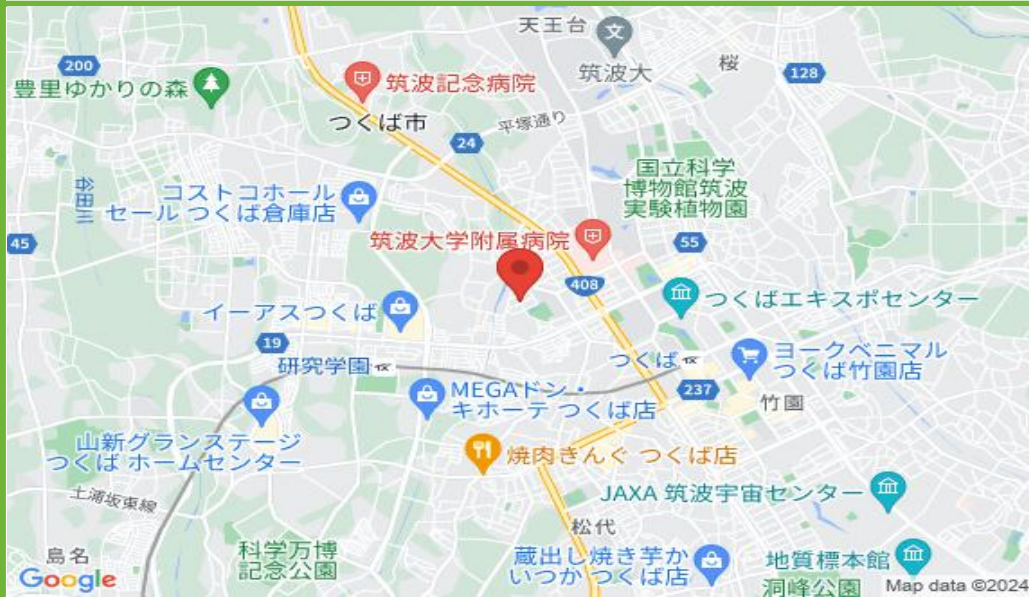 天王台
筑波大
桜
200
128
豊里ゆかりの森
筑波記念病院
つくば市
平塚通り
24
国立科学
博物館筑波
実験植物園
谷田川
コストコホール
セール つくば倉庫店
45
筑波大学附属病院
55
408
つくばエキスポセンター
イーアスつくば
19
研究学園
つくば
ヨークベニマル
つくば竹園店
MEGAドン・
キホーテ つくば店
237
竹園
山新グランステージ
つくば ホームセンター
焼肉きんぐ つくば店
土浦坂東線
JAXA 筑波宇宙センター
松代
島名
科学万博
記念公園
蔵出し焼き芋か
いつか つくば店
地質標本館
洞峰公園
Google
Map data ©2024